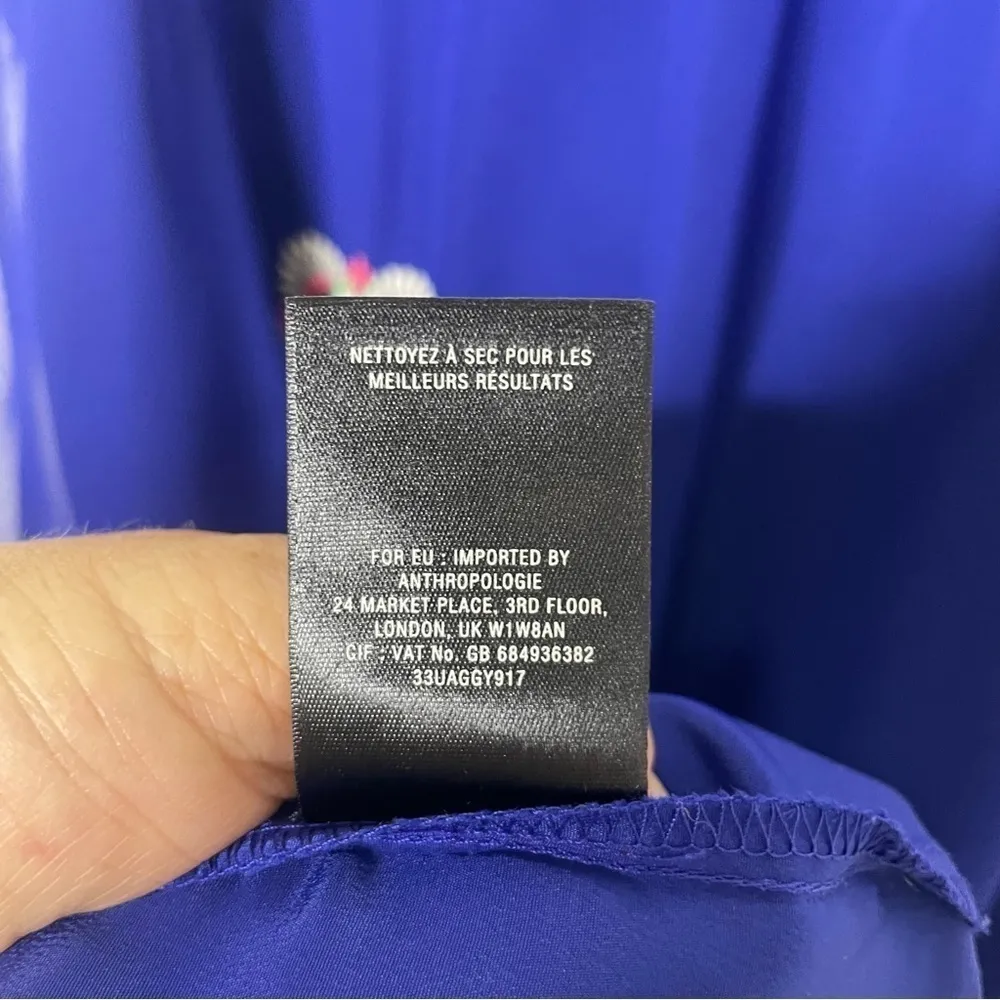 NETTOYEZ À SEC POUR LES
MEILLEURS RÉSULTATS
FOR EU : IMPORTED BY
ANTHROPOLOGIE
24 MARKET PLACE, 3RD FLOOR,
LONDON, UK W1W8AN
CIF : VAT No. GB 684936382
33UAGGY917